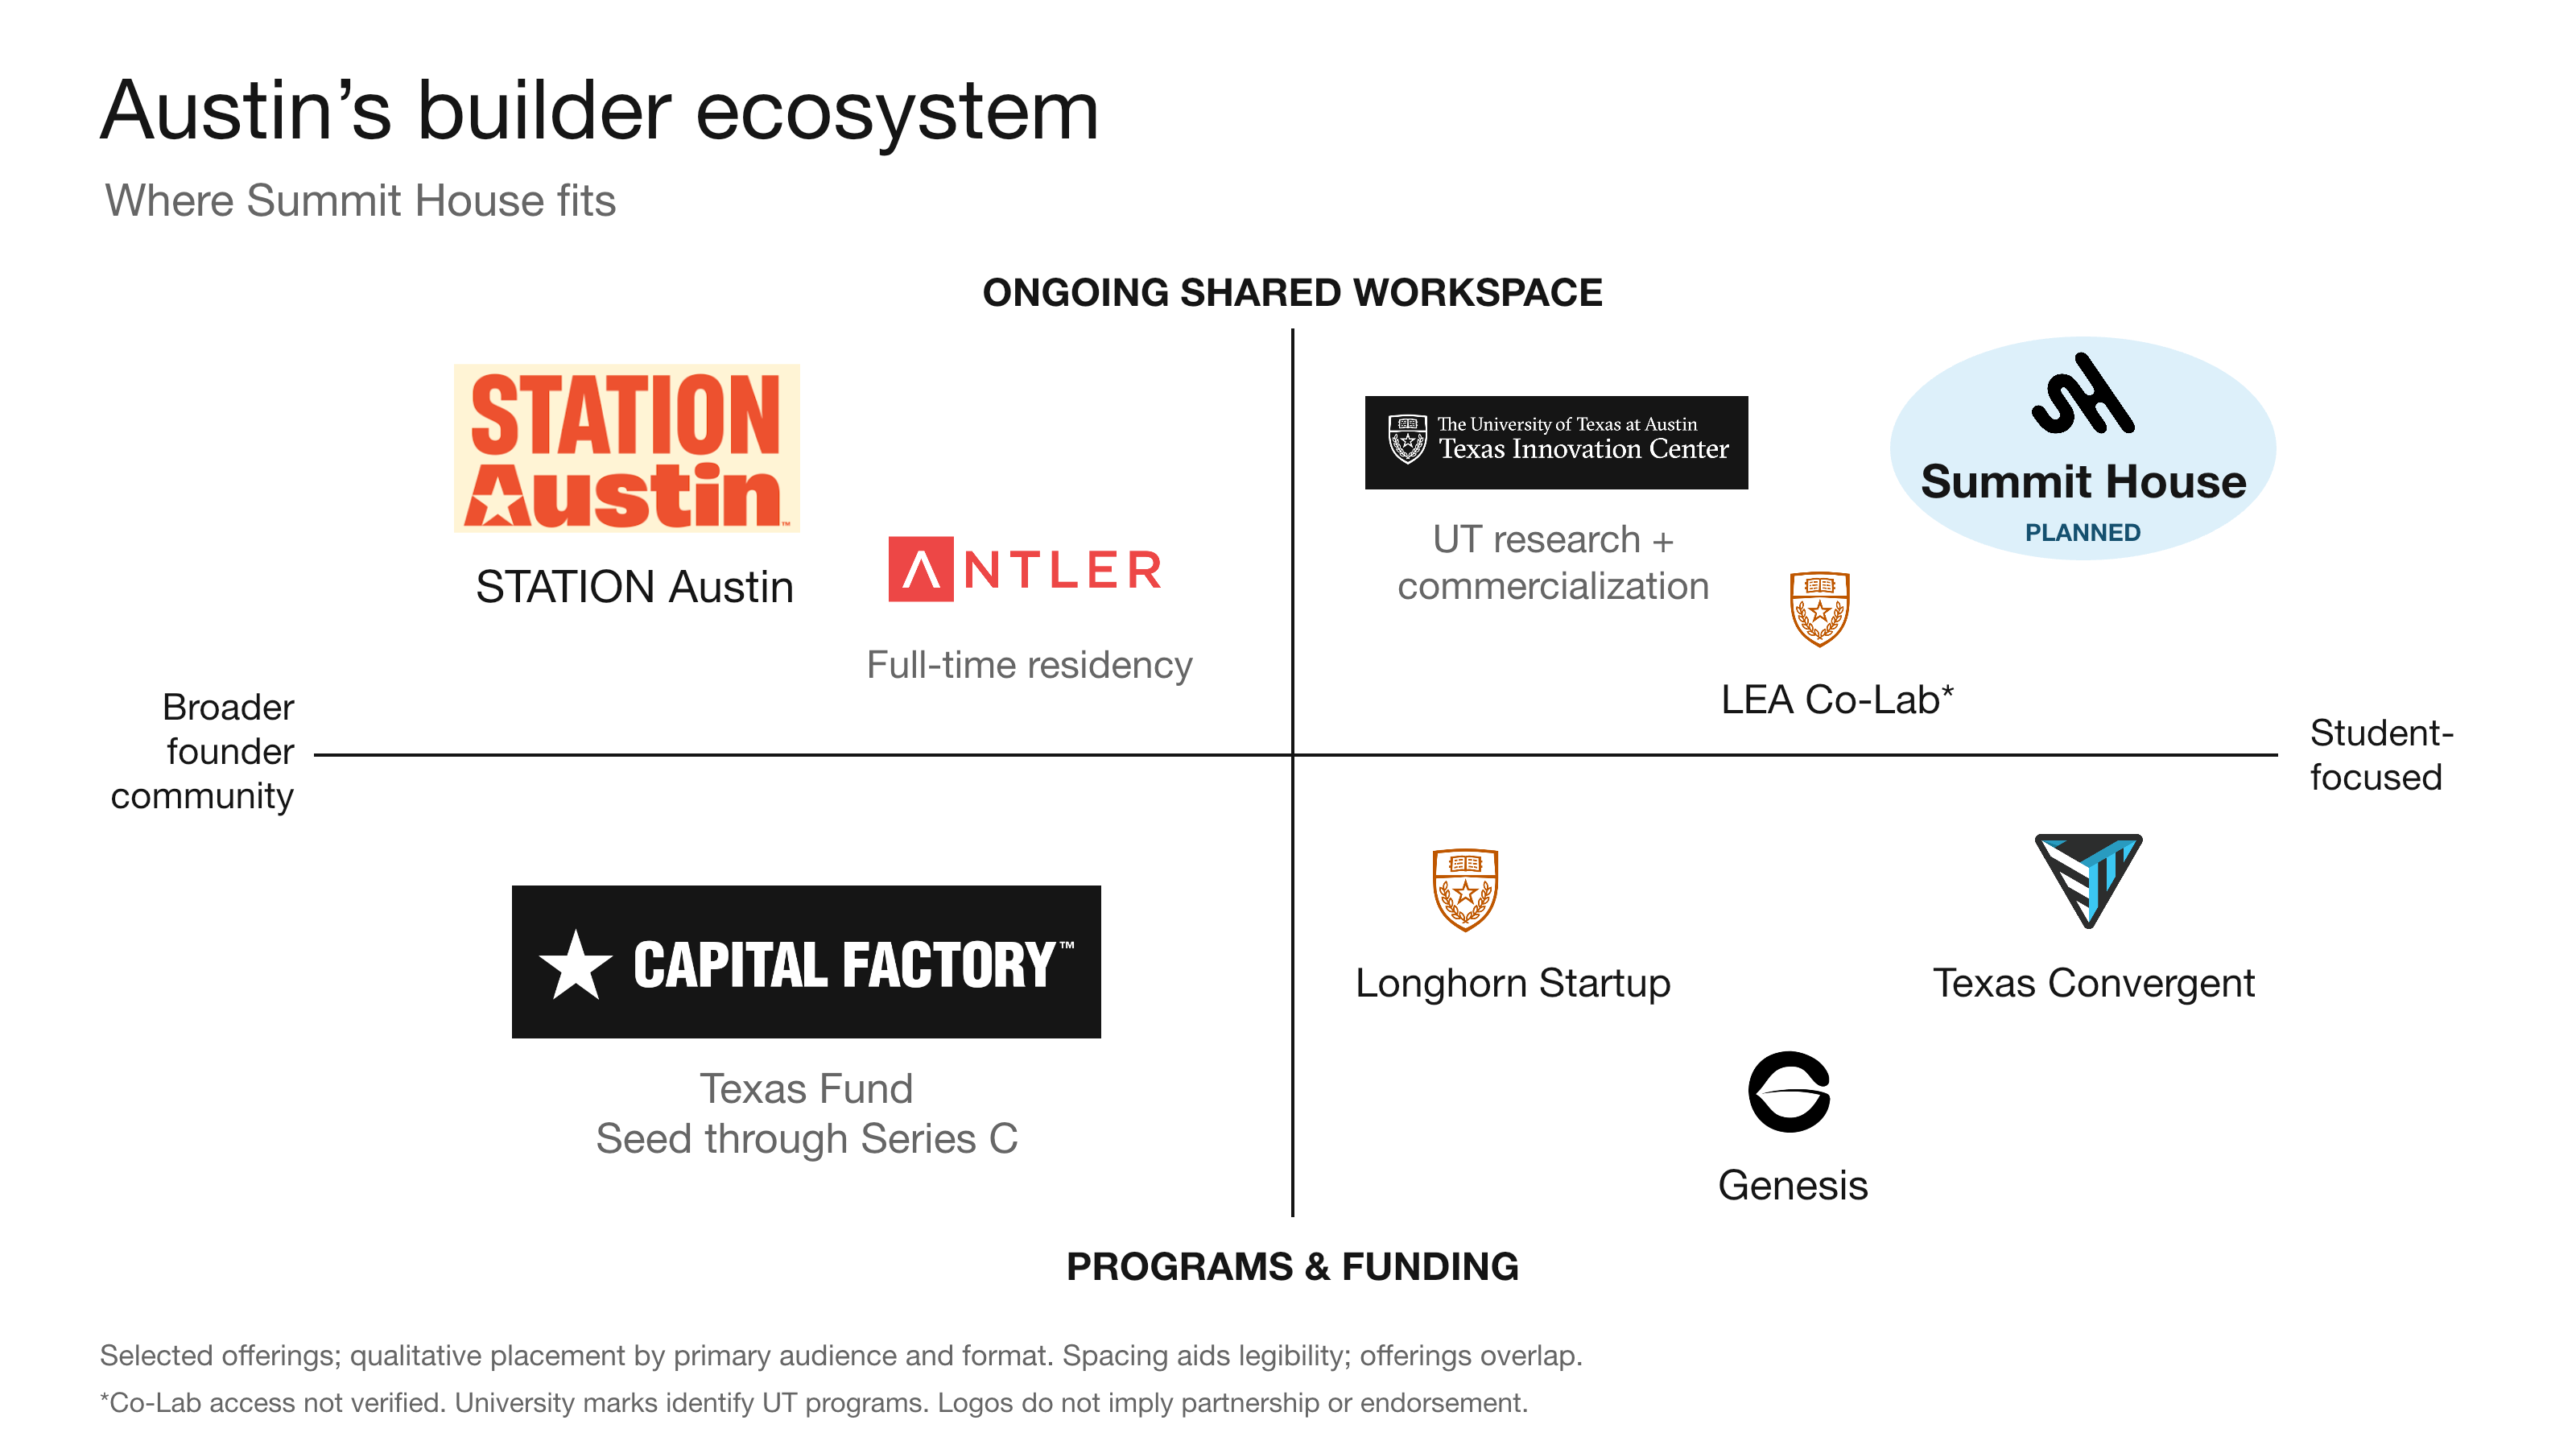 Austin’s builder ecosystem
Where Summit House fits
ONGOING SHARED WORKSPACE
STATION
Austin™
STATION Austin
ANTLER
Full-time residency
The University of Texas at Austin
Texas Innovation Center
UT research +
commercialization
SH
Summit House
PLANNED
LEA Co-Lab*
Broader
founder
community
Student-
focused
CAPITAL FACTORY™
Texas Fund
Seed through Series C
Longhorn Startup
Texas Convergent
Genesis
PROGRAMS & FUNDING
Selected offerings; qualitative placement by primary audience and format. Spacing aids legibility; offerings overlap.
*Co-Lab access not verified. University marks identify UT programs. Logos do not imply partnership or endorsement.